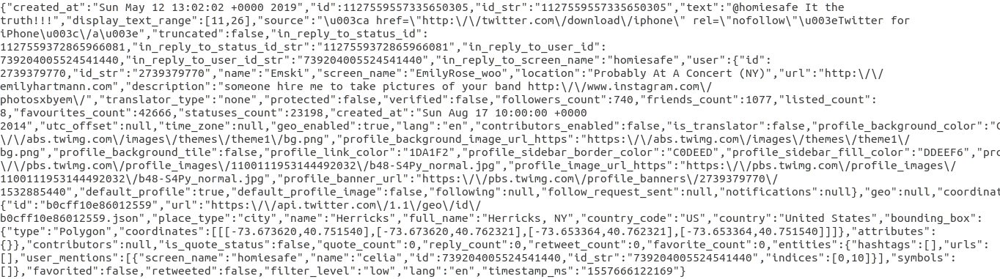 {"created_at":"Sun May 12 13:02:02 +0000 2019","id":1127559557335650305,"id_str":"1127559557335650305","text":"@homiesafe It the
truth!!!","display_text_range":[11,26],"source":"\u003ca href=\"http:\/\/twitter.com\/download\/iphone\" rel=\"nofollow\"\u003eTwitter for
iPhone\u003c\/a\u003e","truncated":false,"in_reply_to_status_id":
1127559372865966081,"in_reply_to_status_id_str":"1127559372865966081","in_reply_to_user_id":
739204005524541440,"in_reply_to_user_id_str":"739204005524541440","in_reply_to_screen_name":"homiesafe","user":{"id":
2739379770,"id_str":"2739379770","name":"Emski","screen_name":"EmilyRose_woo","location":"Probably At A Concert (NY)","url":"http:\/\/
emilyhartmann.com","description":"someone hire me to take pictures of your band http:\/\/www.instagram.com\/
photosxbyem\/","translator_type":"none","protected":false,"verified":false,"followers_count":740,"friends_count":1077,"listed_count":
8,"favourites_count":42666,"statuses_count":23198,"created_at":"Sun Aug 17 10:00:00 +0000
2014","utc_offset":null,"time_zone":null,"geo_enabled":true,"lang":"en","contributors_enabled":false,"is_translator":false,"profile_background_color":"C
\/\/abs.twimg.com\/images\/themes\/theme1\/bg.png","profile_background_image_url_https":"https:\/\/abs.twimg.com\/images\/themes\/theme1\/
bg.png","profile_background_tile":false,"profile_link_color":"1DA1F2","profile_sidebar_border_color":"C0DEED","profile_sidebar_fill_color":"DDEEF6","pro
\/\/pbs.twimg.com\/profile_images\/1100111953144492032\/b48-S4Py_normal.jpg","profile_image_url_https":"https:\/\/pbs.twimg.com\/profile_images\/
1100111953144492032\/b48-S4Py_normal.jpg","profile_banner_url":"https:\/\/pbs.twimg.com\/profile_banners\/2739379770\/
1532885440","default_profile":true,"default_profile_image":false,"following":null,"follow_request_sent":null,"notifications":null},"geo":null,"coordinat
{"id":"b0cff10e86012559","url":"https:\/\/api.twitter.com\/1.1\/geo\/id\/
b0cff10e86012559.json","place_type":"city","name":"Herricks","full_name":"Herricks, NY","country_code":"US","country":"United States","bounding_box":
{"type":"Polygon","coordinates":[[[-73.673620,40.751540],[-73.673620,40.762321],[-73.653364,40.762321],[-73.653364,40.751540]]]},"attributes":
{}},"contributors":null,"is_quote_status":false,"quote_count":0,"reply_count":0,"retweet_count":0,"favorite_count":0,"entities":{"hashtags":[],"urls":
[],"user_mentions":[{"screen_name":"homiesafe","name":"celia","id":739204005524541440,"id_str":"739204005524541440","indices":[0,10]}],"symbols":
[]},"favorited":false,"retweeted":false,"filter_level":"low","lang":"en","timestamp_ms":"1557666122169"}